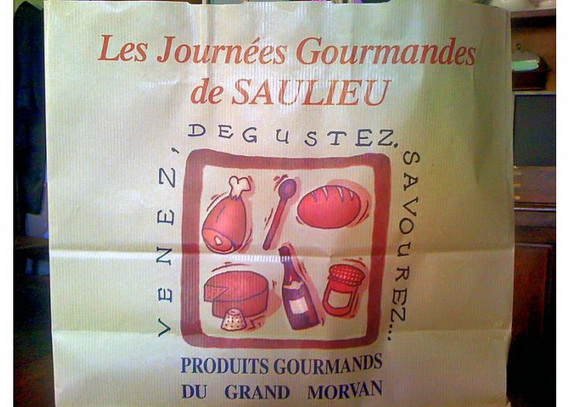 Les Journées Gourmandes
de SAULIEU
VENEZ,
DEGUSTEZ,
SAVOUREZ...
PRODUITS GOURMANDS
DU GRAND MORVAN